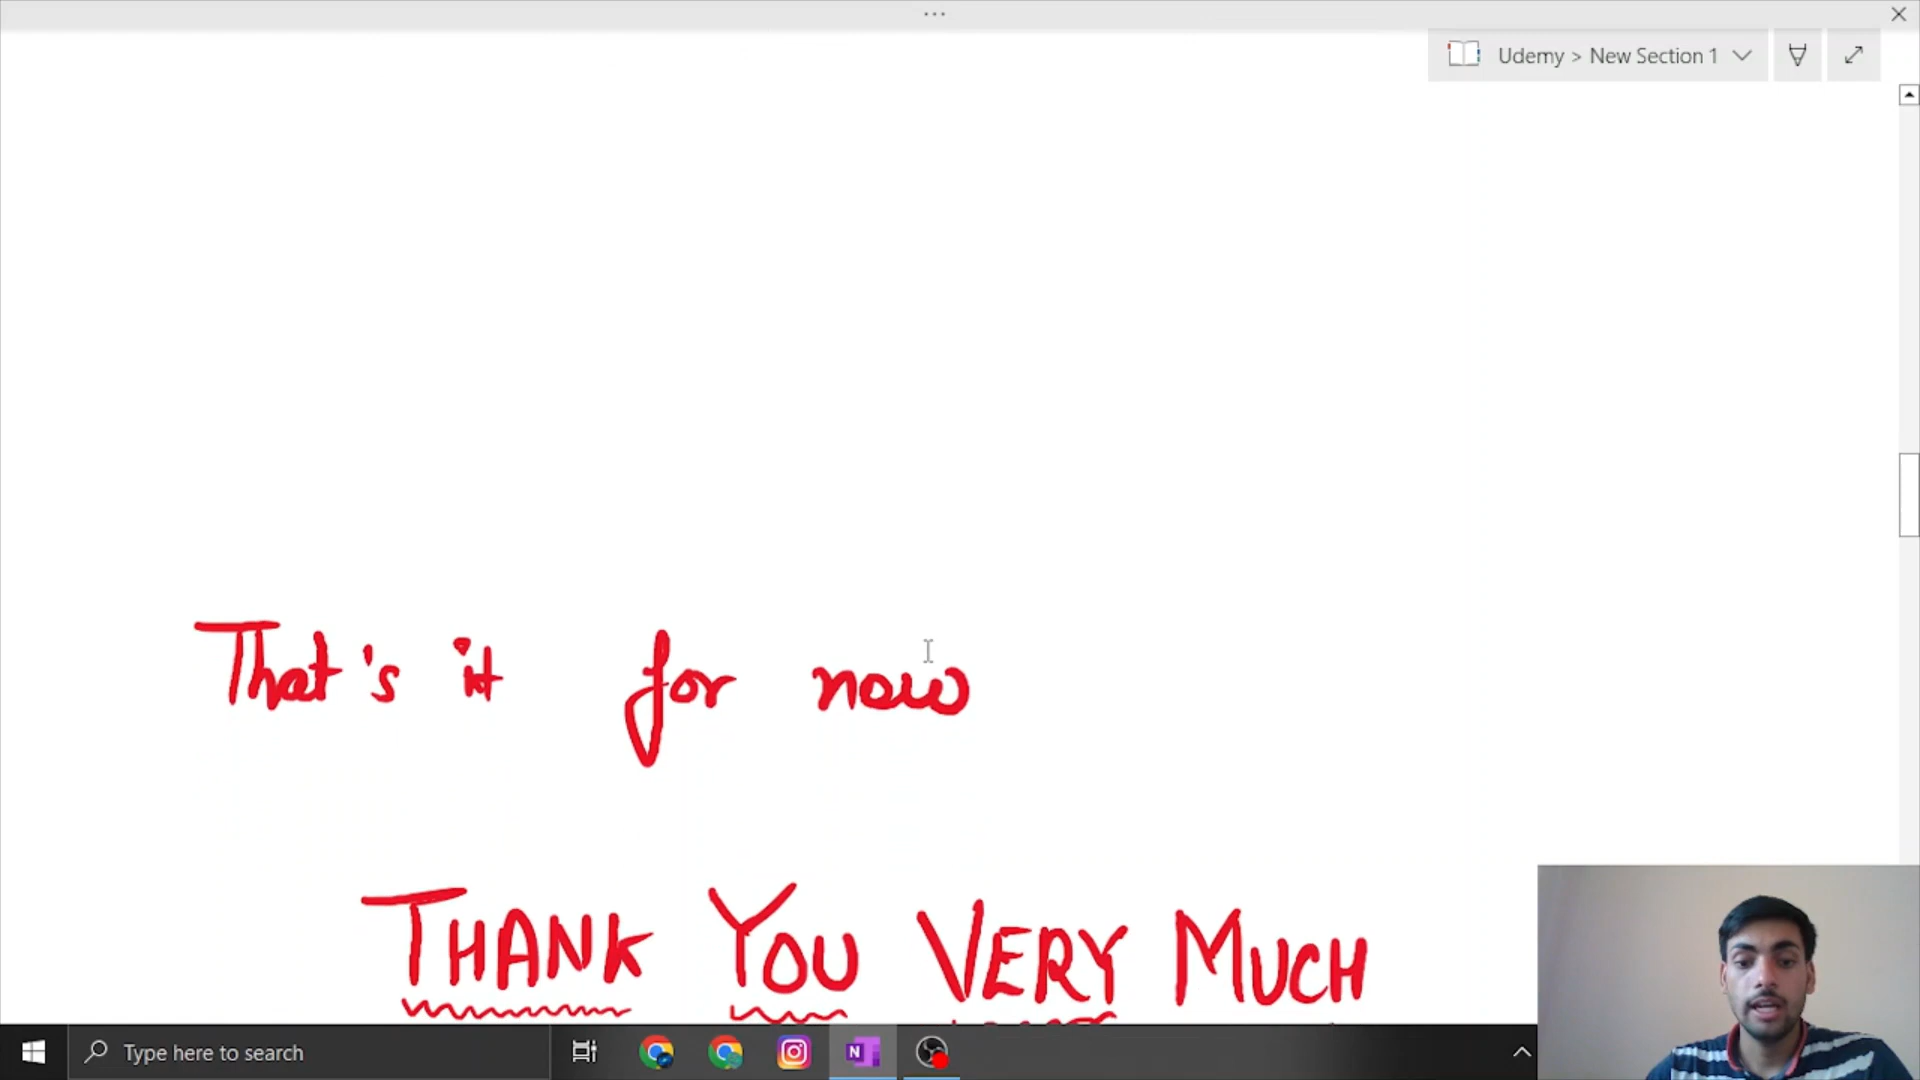 Udemy > New Section 1
That's it for now
THANK YOU VERY MUCH
Type here to search